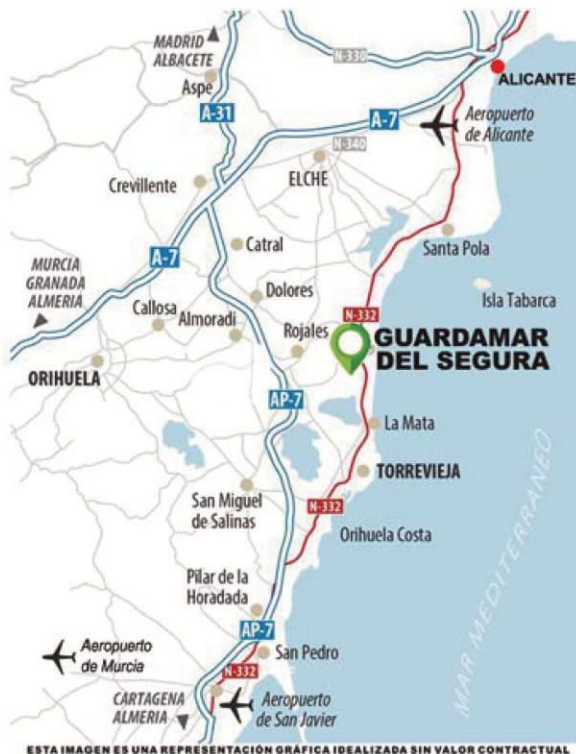 MADRID
ALBACETE
Aspe
N-330
ALICANTE
A-31
A-7
Aeropuerto
de Alicante
N-340
ELCHE
Crevillente
Catral
Santa Pola
A-7
MURCIA
GRANADA
ALMERIA
Dolores
Isla Tabarca
Callosa
Almoradi
N-332
Rojales
GUARDAMAR
DEL SEGURA
ORIHUELA
AP-7
La Mata
TORREVIEJA
San Miguel
de Salinas
N-332
Orihuela Costa
MAR MEDITERRANEO
Pilar de la
Horadada
AP-7
Aeropuerto
de Murcia
San Pedro
N-332
CARTAGENA
ALMERIA
Aeropuerto
de San Javier
ESTA IMAGEN ES UNA REPRESENTACIÓN GRÁFICA IDEALIZADA SIN VALOR CONTRACTUAL